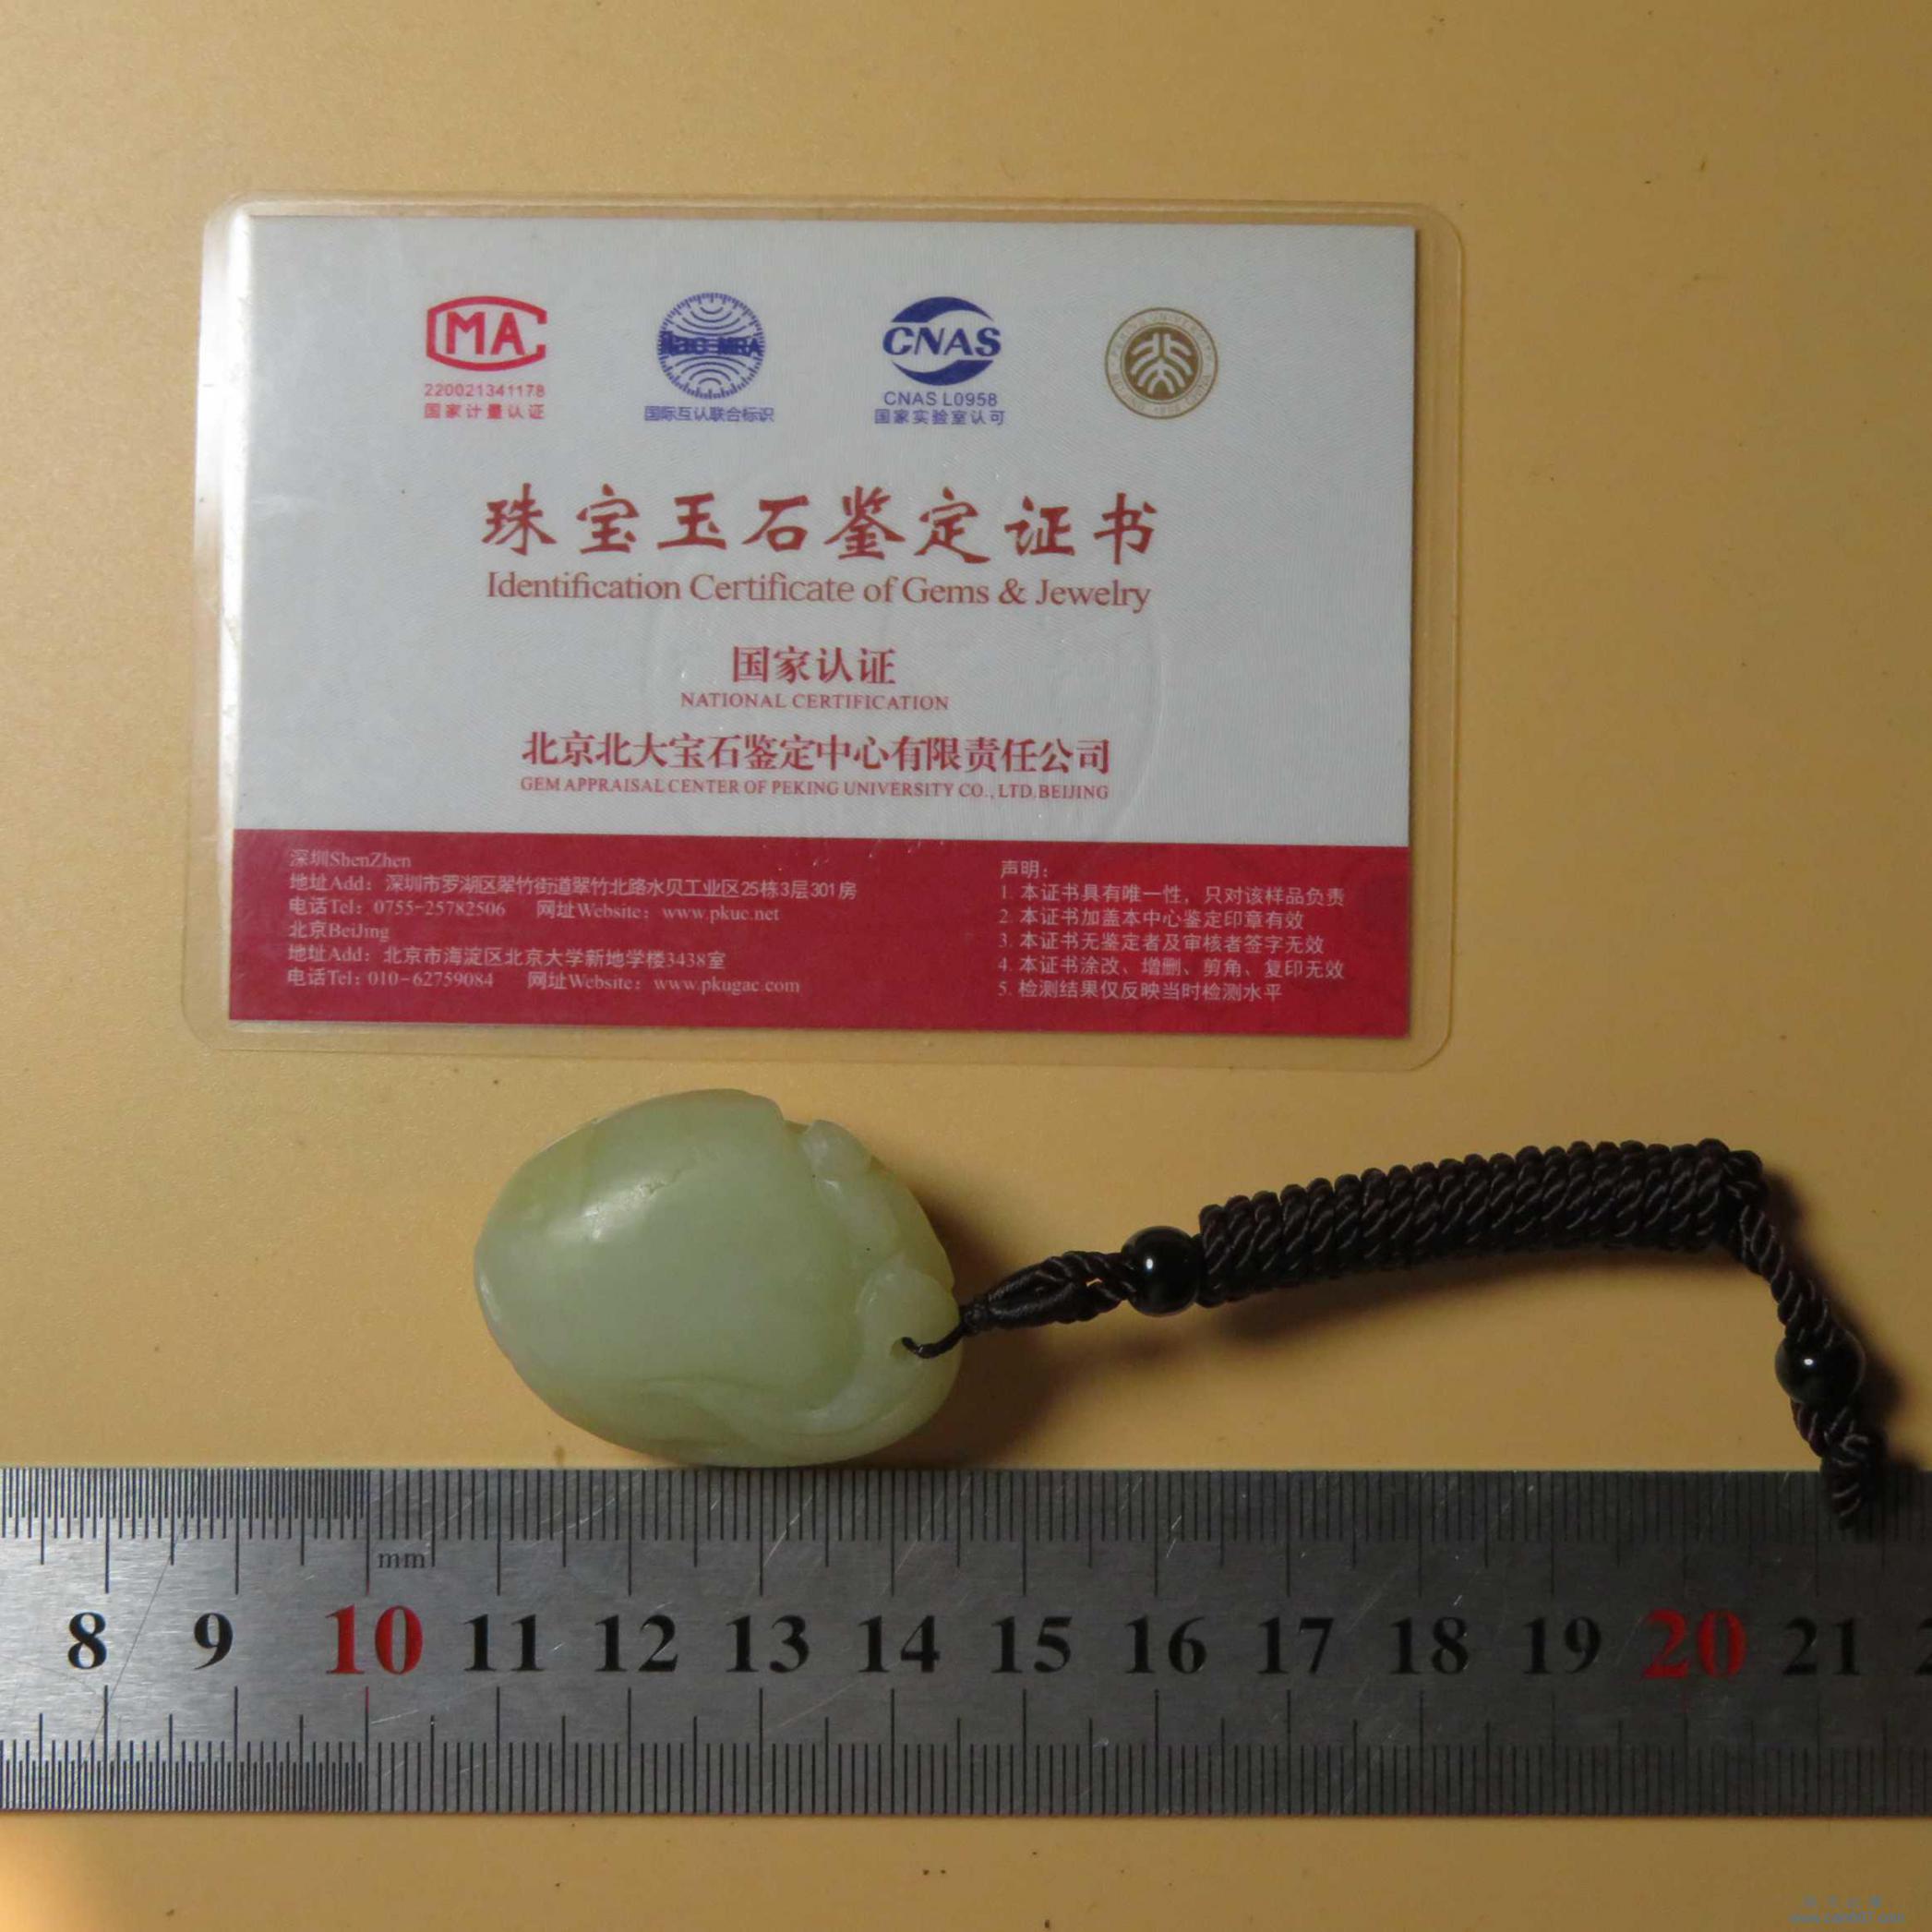 CMA
ilac-MRA
CNAS
220021341178
国家计量认证
国际互认联合标识
CNAS L0958
国家实验室认可
珠宝玉石鉴定证书
Identification Certificate of Gems & Jewelry
国家认证
NATIONAL CERTIFICATION
北京北大宝石鉴定中心有限责任公司
GEM APPRAISAL CENTER OF PEKING UNIVERSITY CO., LTD.BEIJING
深圳ShenZhen
地址Add：深圳市罗湖区翠竹街道翠竹北路水贝工业区25栋3层301房
电话Tel：0755-25782506 网址Website：www.pkuc.net
北京BeiJing
地址Add：北京市海淀区北京大学新地学楼3438室
电话Tel：010-62759084 网址Website：www.pkugac.com
声明：
1. 本证书具有唯一性，只对该样品负责
2. 本证书加盖本中心鉴定印章有效
3. 本证书无鉴定者及审核者签字无效
4. 本证书涂改、增删、剪角、复印无效
5. 检测结果仅反映当时检测水平
mm
8 9 10 11 12 13 14 15 16 17 18 19 20 21